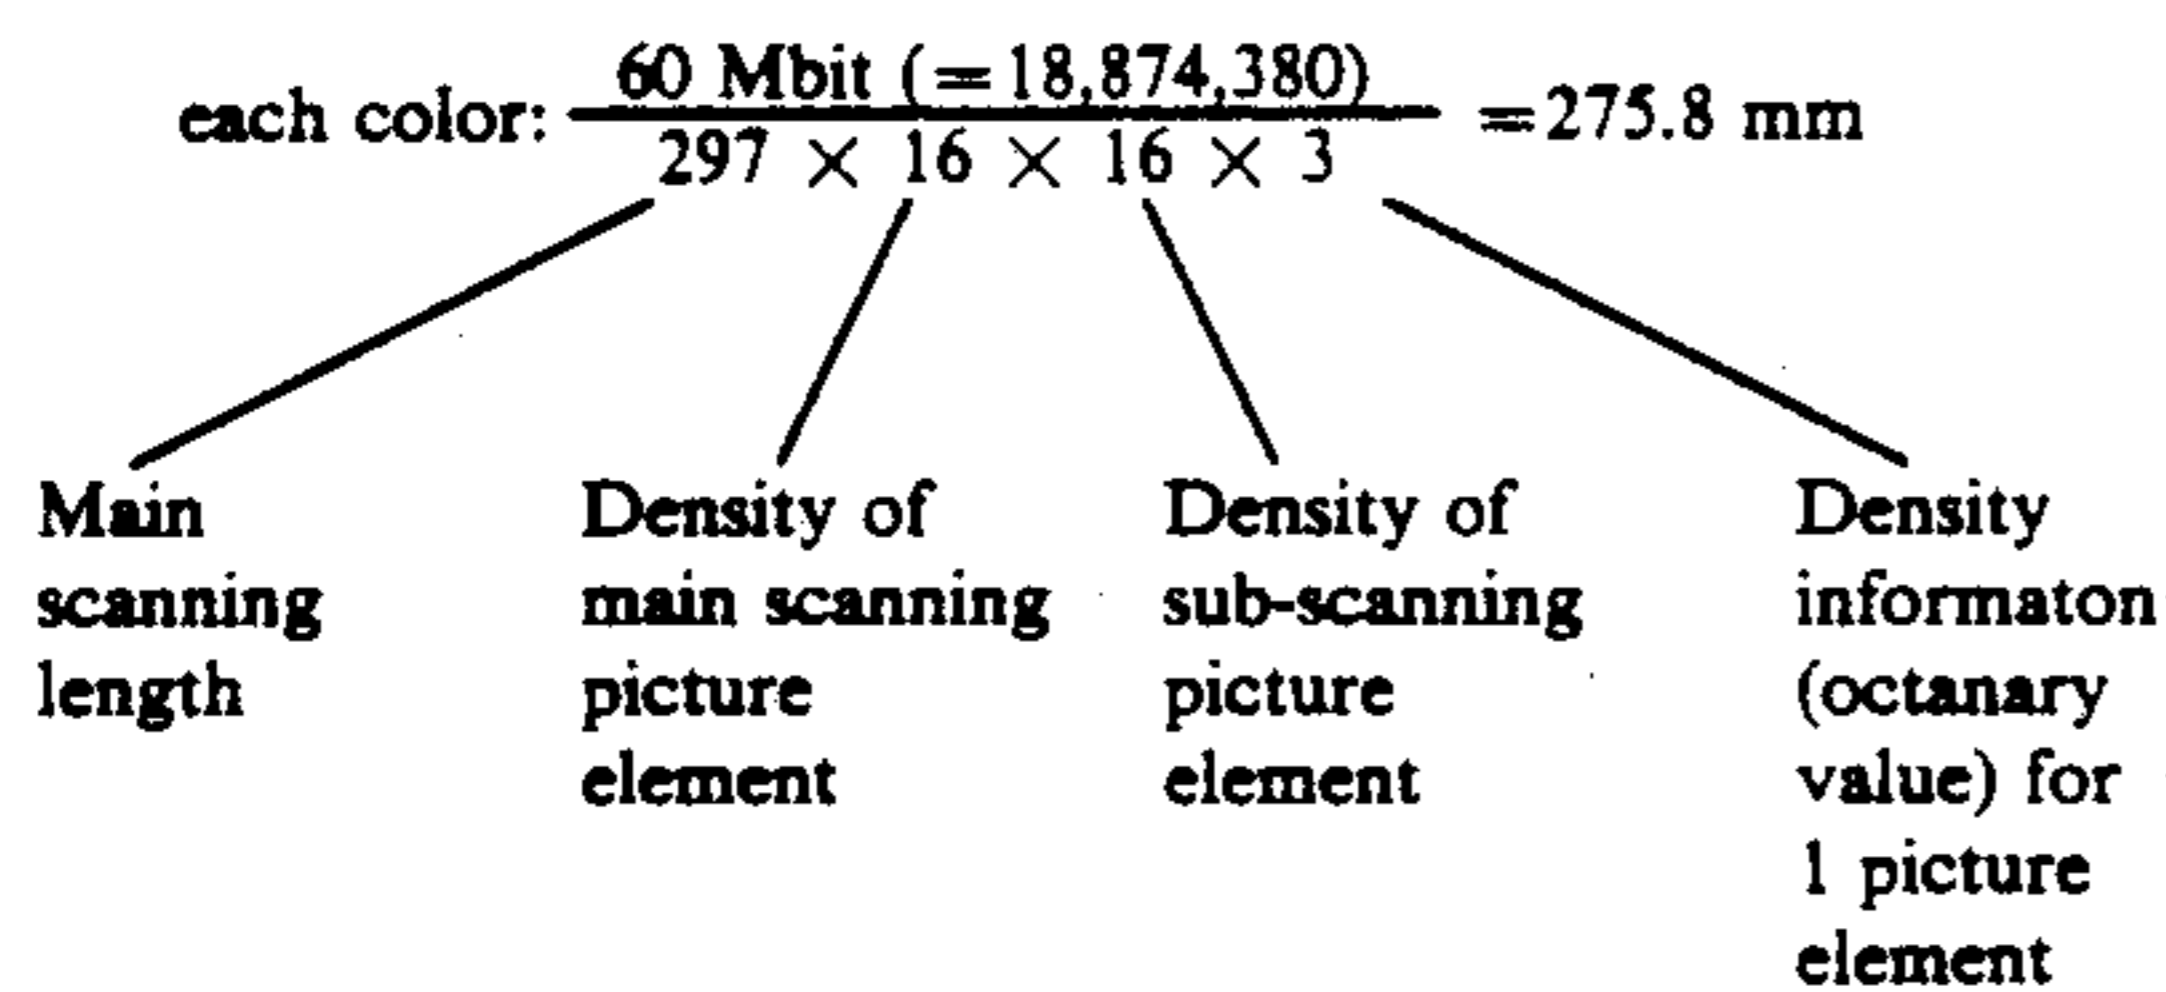 60 Mbit (=18,874,380)
each color: =275.8 mm
297 × 16 × 16 × 3
Main Density of Density of Density
scanning main scanning sub-scanning informaton
length picture picture (octanary
element element value) for
1 picture
element